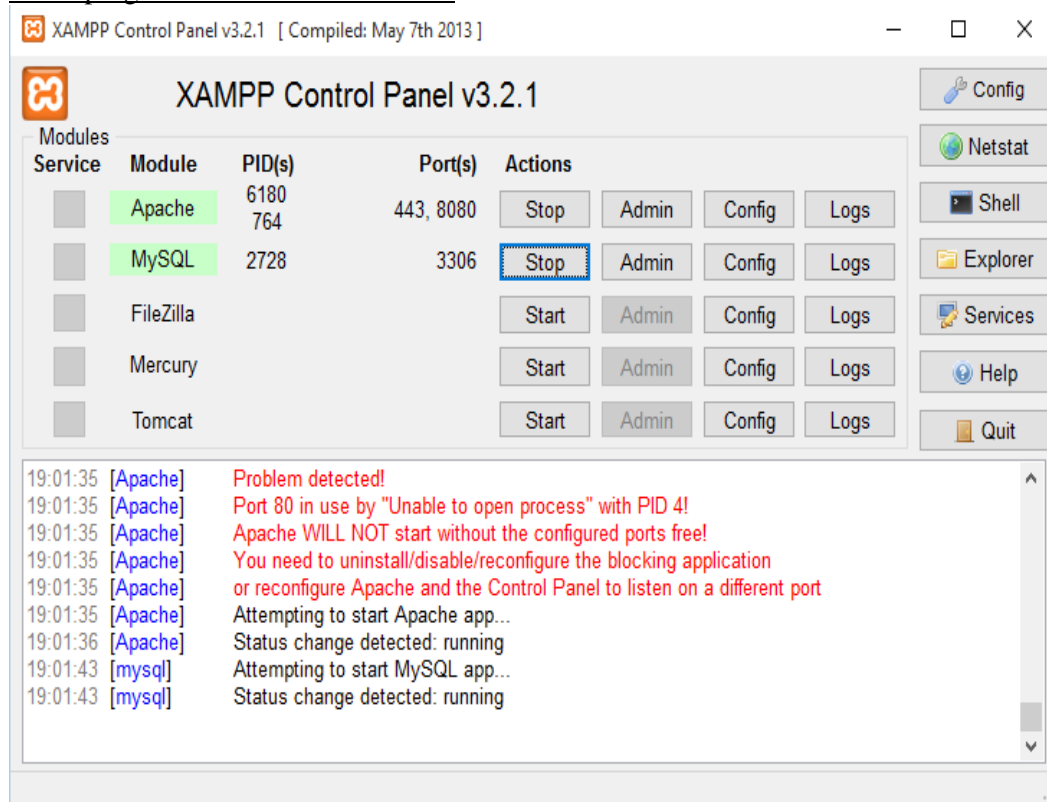 XAMPP Control Panel v3.2.1 [ Compiled: May 7th 2013 ]
XAMPP Control Panel v3.2.1
Config
Modules
Service Module PID(s) Port(s) Actions
Netstat
Apache 6180 764 443, 8080 Stop Admin Config Logs
Shell
MySQL 2728 3306 Stop Admin Config Logs
Explorer
FileZilla Start Admin Config Logs
Services
Mercury Start Admin Config Logs
Help
Tomcat Start Admin Config Logs
Quit
19:01:35 [Apache] Problem detected!
19:01:35 [Apache] Port 80 in use by "Unable to open process" with PID 4!
19:01:35 [Apache] Apache WILL NOT start without the configured ports free!
19:01:35 [Apache] You need to uninstall/disable/reconfigure the blocking application
19:01:35 [Apache] or reconfigure Apache and the Control Panel to listen on a different port
19:01:35 [Apache] Attempting to start Apache app...
19:01:36 [Apache] Status change detected: running
19:01:43 [mysql] Attempting to start MySQL app...
19:01:43 [mysql] Status change detected: running